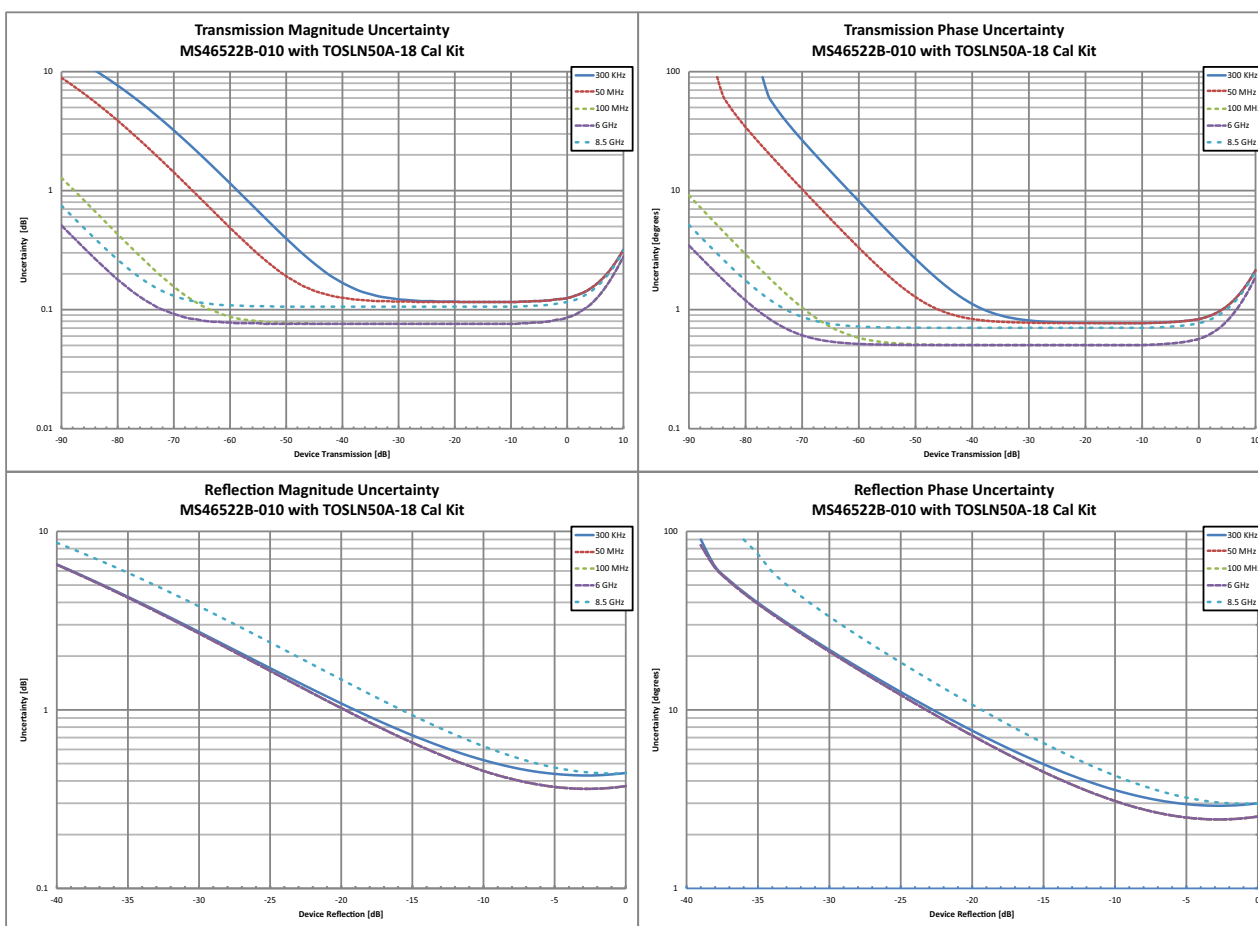 Transmission Magnitude Uncertainty
MS46522B-010 with TOSLN50A-18 Cal Kit
10
1
0.1
0.01
Uncertainty [dB]
-90 -80 -70 -60 -50 -40 -30 -20 -10 0 10
Device Transmission [dB]
300 KHz
50 MHz
100 MHz
6 GHz
8.5 GHz
Transmission Phase Uncertainty
MS46522B-010 with TOSLN50A-18 Cal Kit
100
10
1
0.1
Uncertainty [degrees]
-90 -80 -70 -60 -50 -40 -30 -20 -10 0 10
Device Transmission [dB]
300 KHz
50 MHz
100 MHz
6 GHz
8.5 GHz
Reflection Magnitude Uncertainty
MS46522B-010 with TOSLN50A-18 Cal Kit
10
1
0.1
Uncertainty [dB]
-40 -35 -30 -25 -20 -15 -10 -5 0
Device Reflection [dB]
300 KHz
50 MHz
100 MHz
6 GHz
8.5 GHz
Reflection Phase Uncertainty
MS46522B-010 with TOSLN50A-18 Cal Kit
100
10
1
Uncertainty [degrees]
-40 -35 -30 -25 -20 -15 -10 -5 0
Device Reflection [dB]
300 KHz
50 MHz
100 MHz
6 GHz
8.5 GHz